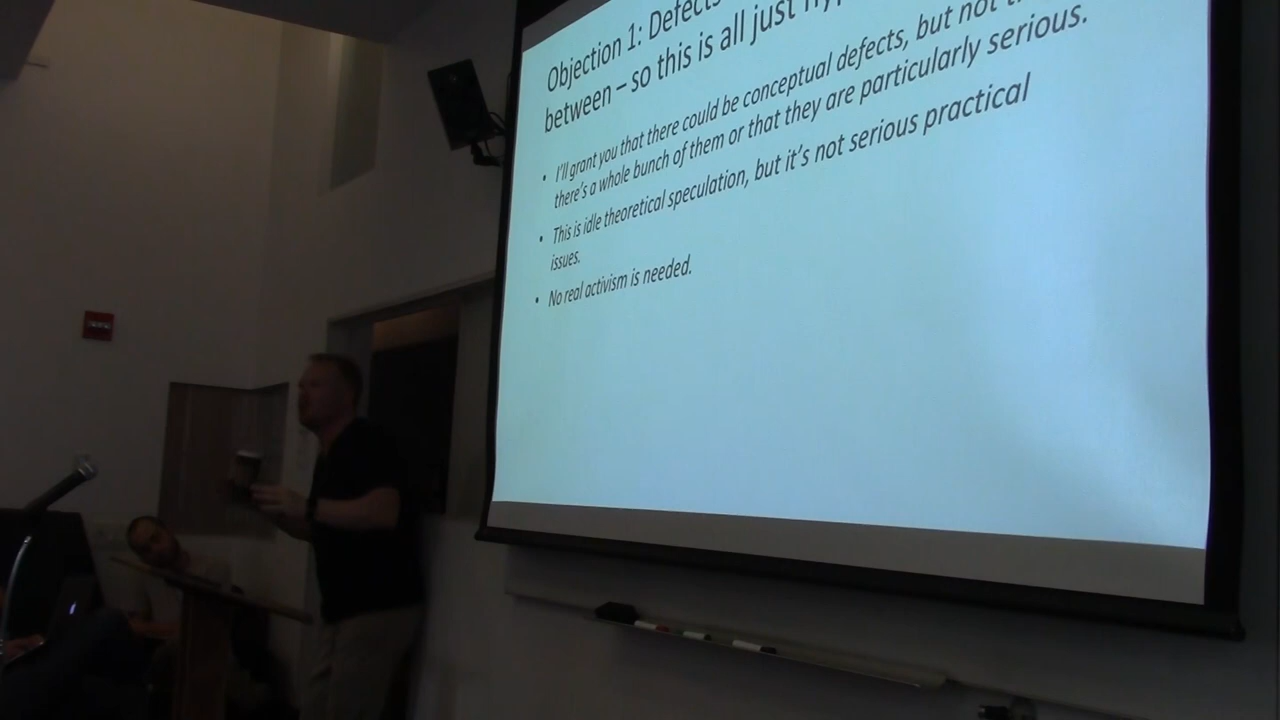 Objection 1: Defects
between – so this is all just
• I'll grant you that there could be conceptual defects, but not
there's a whole bunch of them or that they are particularly serious.
• This is idle theoretical speculation, but it's not serious practical
issues.
• No real activism is needed.